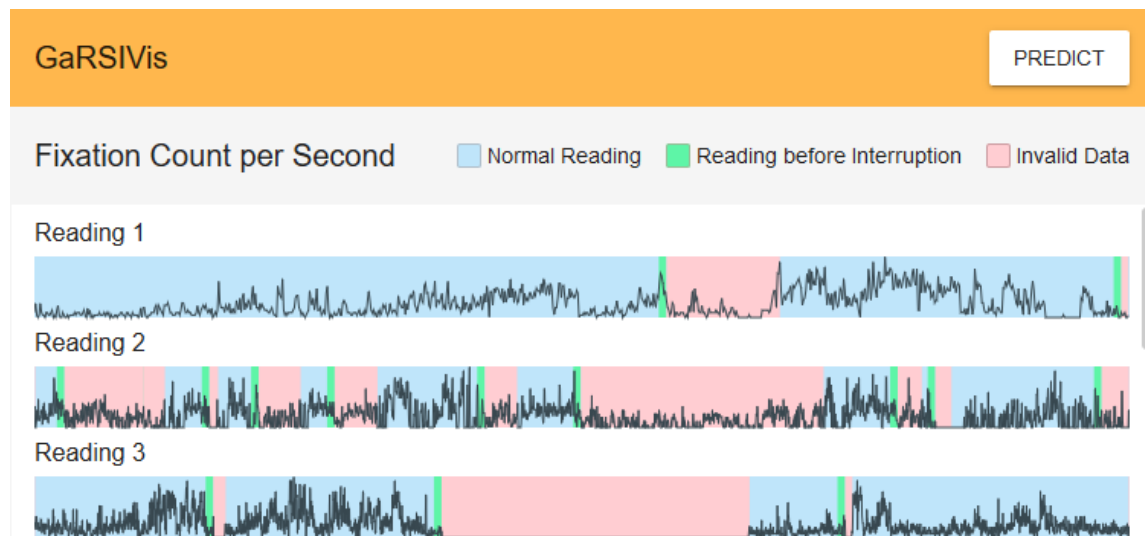 GaRSIVis
PREDICT
Fixation Count per Second
Normal Reading
Reading before Interruption
Invalid Data
Reading 1
Reading 2
Reading 3